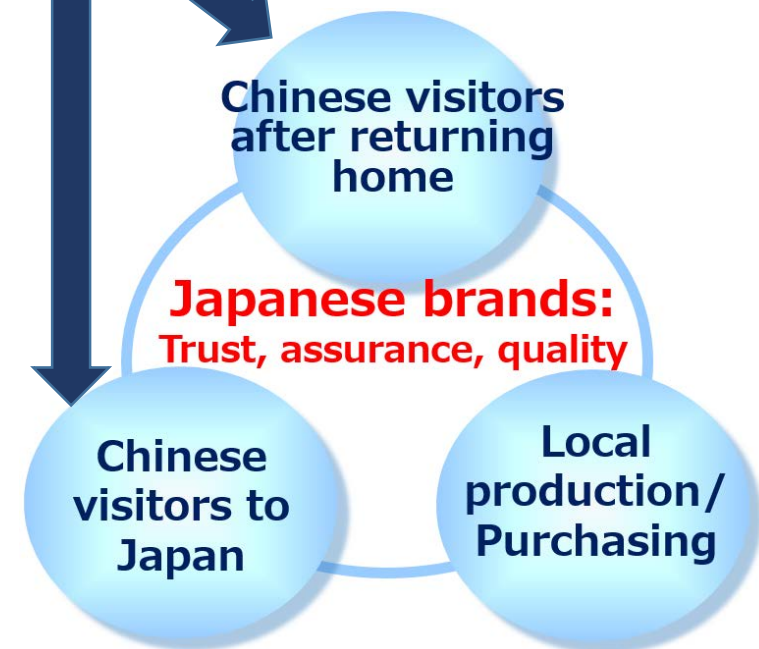 Chinese visitors
after returning
home
Japanese brands:
Trust, assurance, quality
Chinese
visitors to
Japan
Local
production/
Purchasing